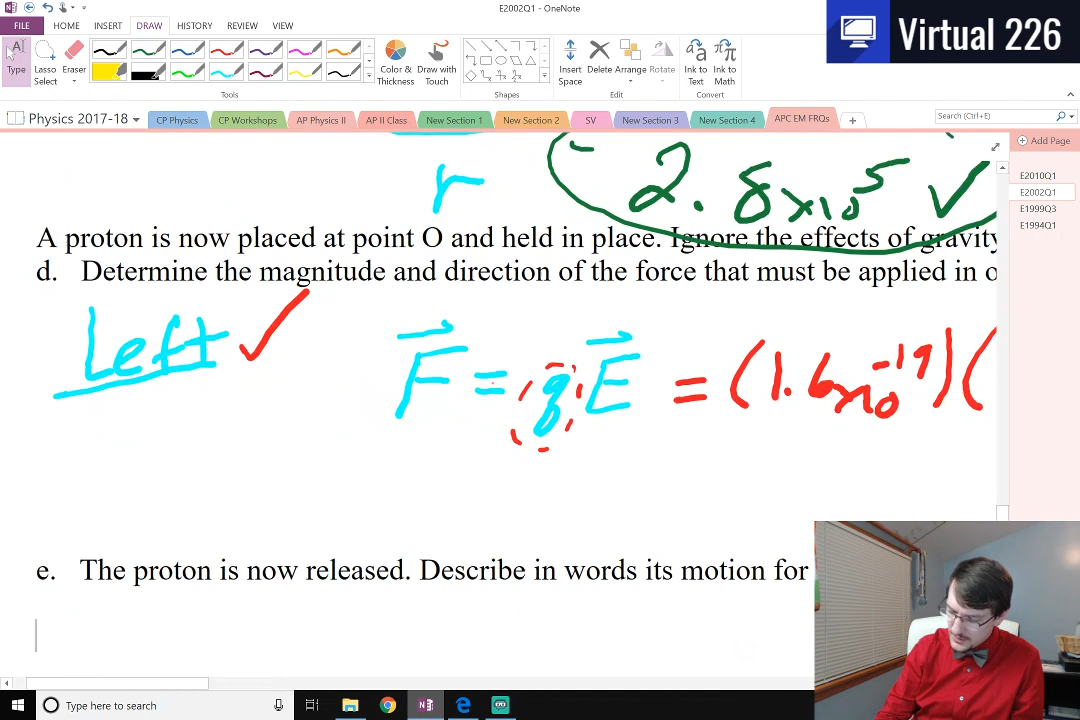 E2002Q1 - OneNote
Virtual 226
FILE HOME INSERT DRAW HISTORY REVIEW VIEW
Type Lasso Select Eraser Color & Thickness Draw with Touch Insert Space Delete Arrange Rotate Ink to Text Ink to Math
Tools Shapes Edit Convert
Physics 2017-18 CP Physics CP Workshops AP Physics II AP II Class New Section 1 New Section 2 SV New Section 3 New Section 4 APC EM FRQs Search (Ctrl+E)
Add Page
E2010Q1
E2002Q1
E1999Q3
E1994Q1
r
2.8x10^5 ✓
A proton is now placed at point O and held in place. Ignore the effects of gravity
d. Determine the magnitude and direction of the force that must be applied in o
Left ✓ F = qE = (1.6x10^-19)(
e. The proton is now released. Describe in words its motion for
Type here to search